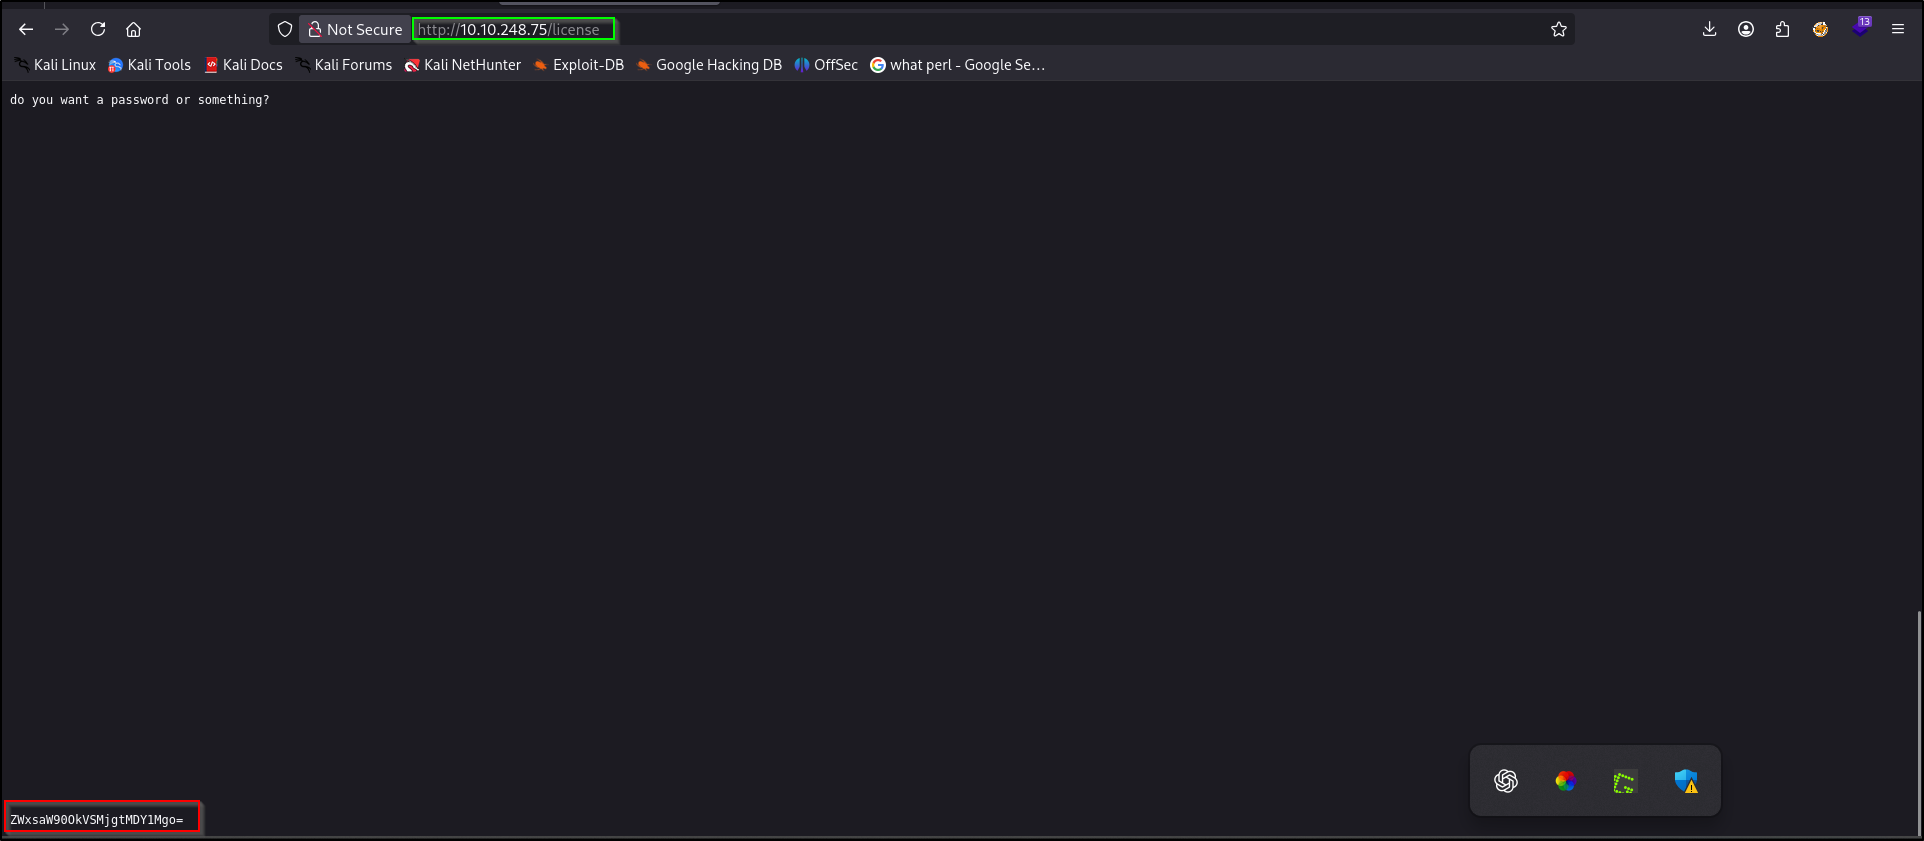 Not Secure http://10.10.248.75/license 13
Kali Linux Kali Tools Kali Docs Kali Forums Kali NetHunter Exploit-DB Google Hacking DB OffSec what perl - Google Se…
do you want a password or something?
ZWxsaW90OkVSMjgtMDY1Mgo=